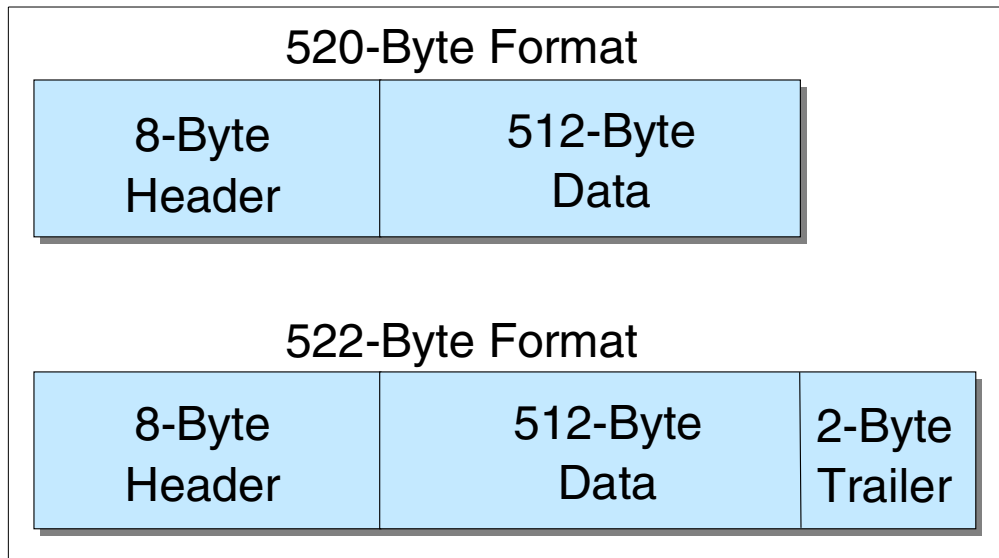 520-Byte Format
8-Byte
Header
512-Byte
Data
522-Byte Format
8-Byte
Header
512-Byte
Data
2-Byte
Trailer